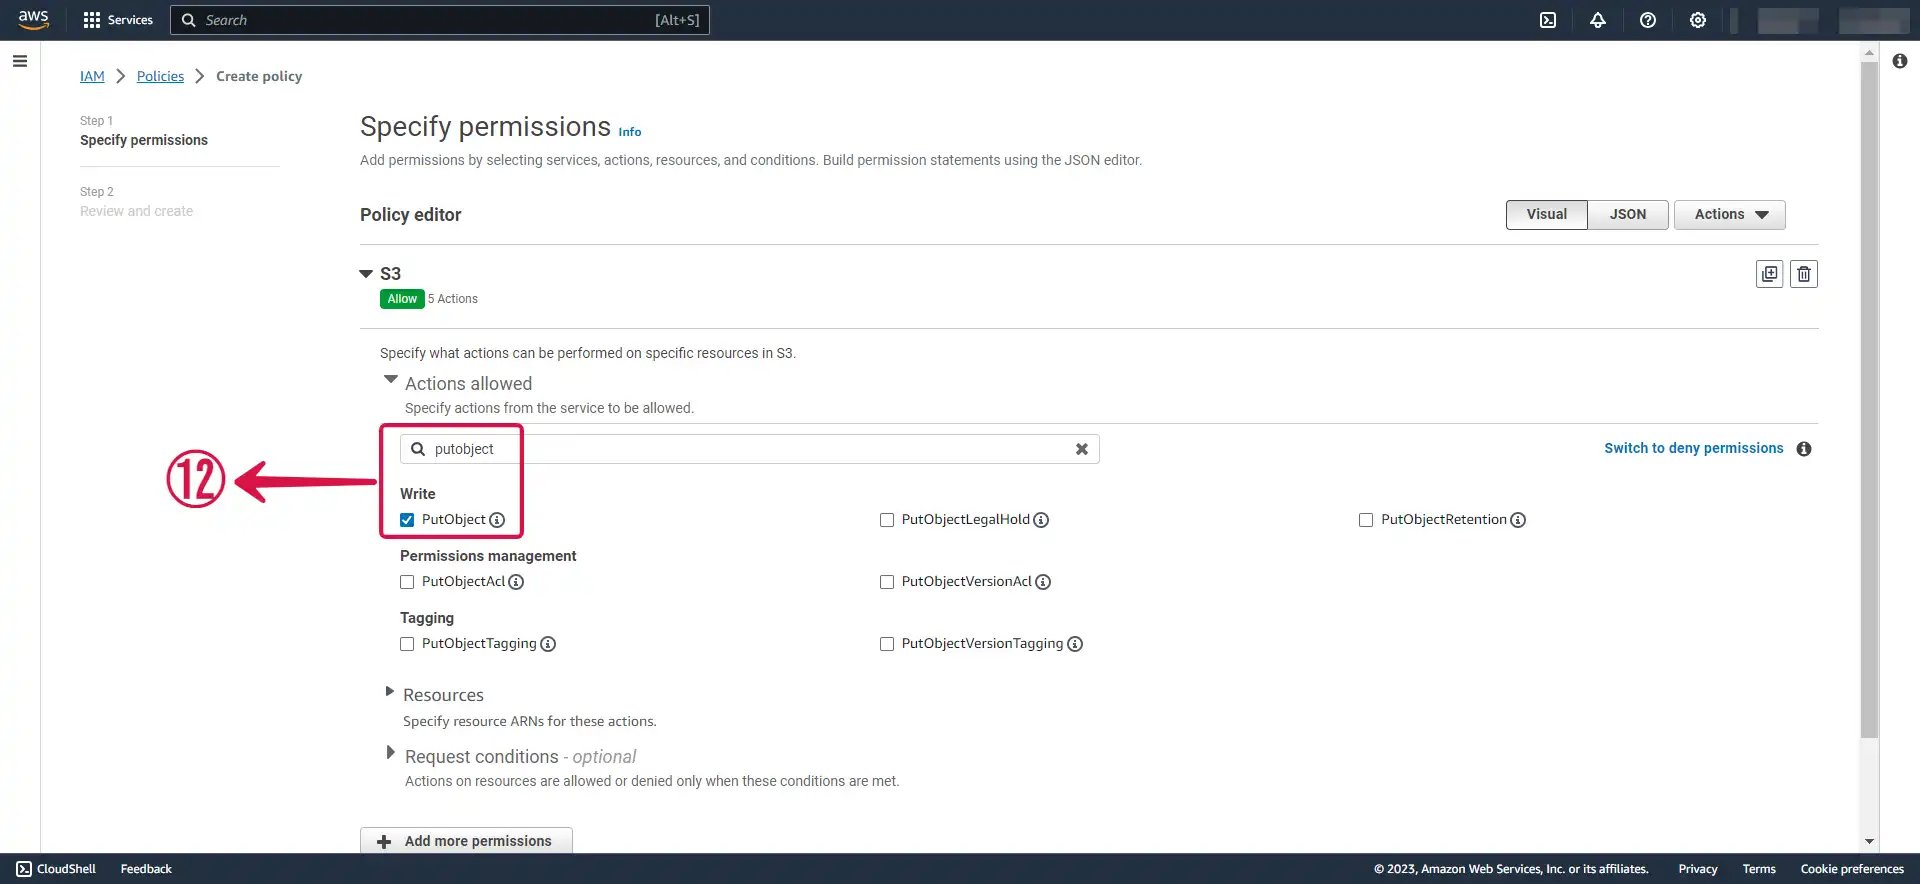 aws Services Search [Alt+S]
IAM > Policies > Create policy
Step 1
Specify permissions
Step 2
Review and create
Specify permissions Info
Add permissions by selecting services, actions, resources, and conditions. Build permission statements using the JSON editor.
Policy editor
Visual JSON Actions
S3
Allow 5 Actions
Specify what actions can be performed on specific resources in S3.
Actions allowed
Specify actions from the service to be allowed.
putobject
Switch to deny permissions
⑫
Write
PutObject PutObjectLegalHold PutObjectRetention
Permissions management
PutObjectAcl PutObjectVersionAcl
Tagging
PutObjectTagging PutObjectVersionTagging
Resources
Specify resource ARNs for these actions.
Request conditions - optional
Actions on resources are allowed or denied only when these conditions are met.
Add more permissions
CloudShell Feedback © 2023, Amazon Web Services, Inc. or its affiliates. Privacy Terms Cookie preferences